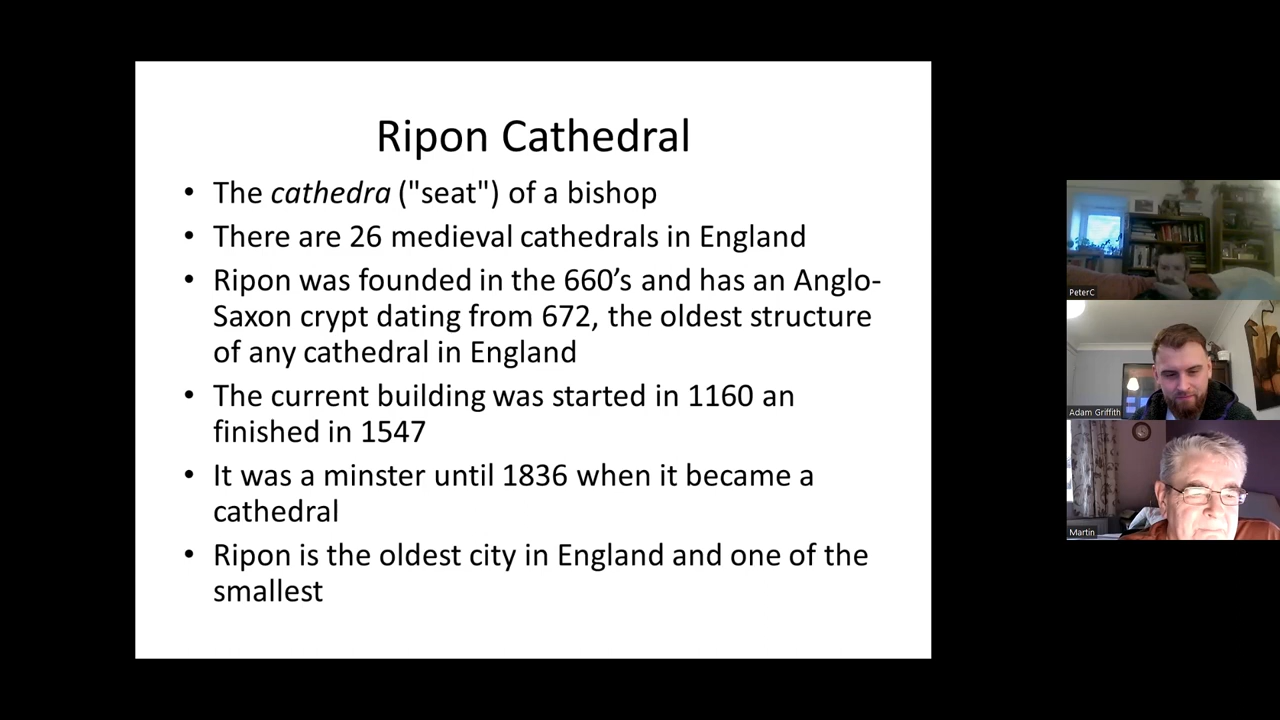 Ripon Cathedral
• The cathedra ("seat") of a bishop
• There are 26 medieval cathedrals in England
• Ripon was founded in the 660’s and has an Anglo-
Saxon crypt dating from 672, the oldest structure
of any cathedral in England
• The current building was started in 1160 an
finished in 1547
• It was a minster until 1836 when it became a
cathedral
• Ripon is the oldest city in England and one of the
smallest
PeterC
Adam Griffith
Martin